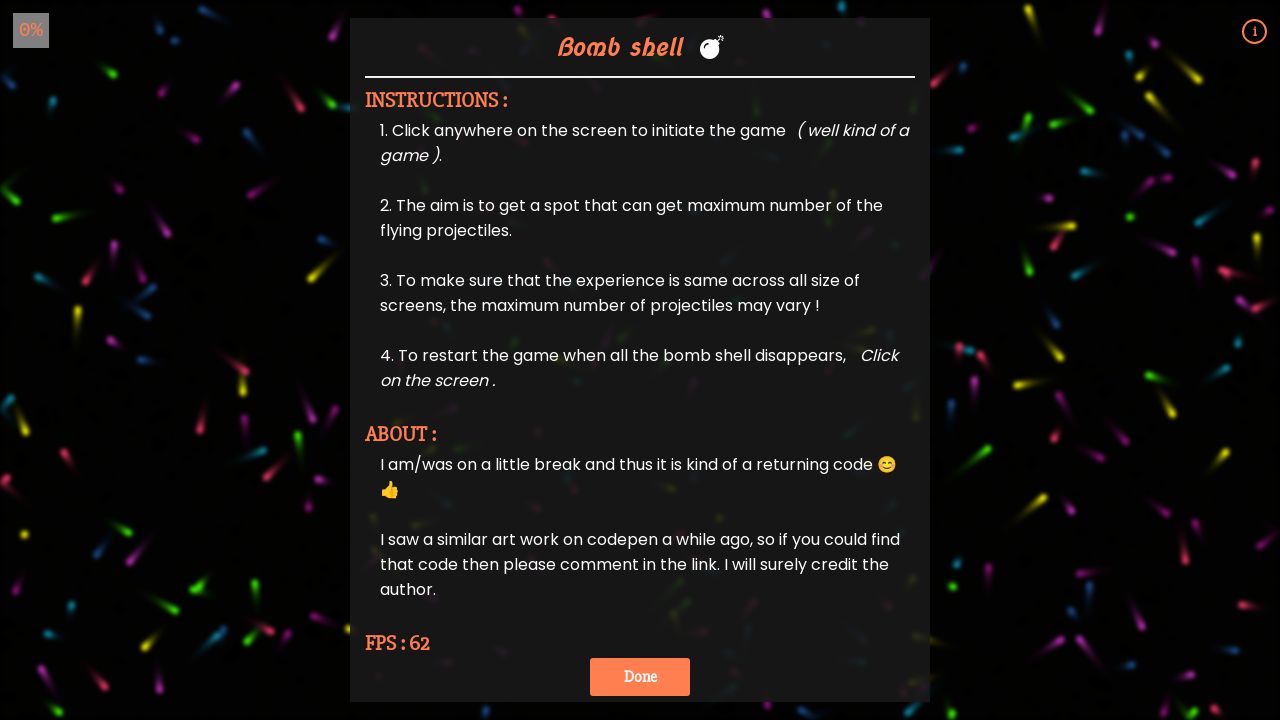 0%
i
Bomb shell 💣
INSTRUCTIONS :
1. Click anywhere on the screen to initiate the game ( well kind of a
game ).
2. The aim is to get a spot that can get maximum number of the
flying projectiles.
3. To make sure that the experience is same across all size of
screens, the maximum number of projectiles may vary !
4. To restart the game when all the bomb shell disappears, Click
on the screen .
ABOUT :
I am/was on a little break and thus it is kind of a returning code 😊
👍
I saw a similar art work on codepen a while ago, so if you could find
that code then please comment in the link. I will surely credit the
author.
FPS : 62
Done